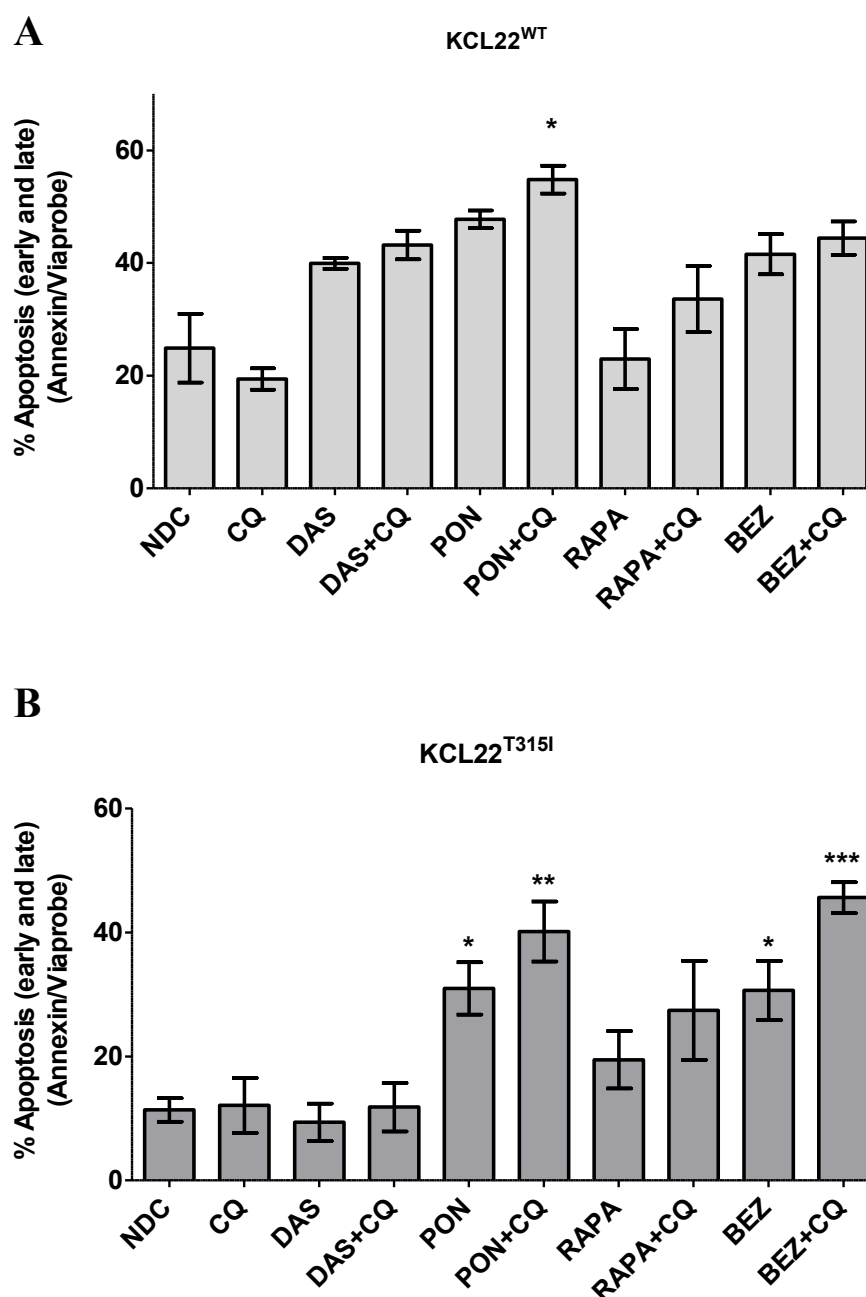 A
KCL22WT
% Apoptosis (early and late)
(Annexin/Viaprobe)
60
40
20
0
*
NDC
CQ
DAS
DAS+CQ
PON
PON+CQ
RAPA
RAPA+CQ
BEZ
BEZ+CQ
B
KCL22T315I
% Apoptosis (early and late)
(Annexin/Viaprobe)
60
40
20
0
*
**
*
***
NDC
CQ
DAS
DAS+CQ
PON
PON+CQ
RAPA
RAPA+CQ
BEZ
BEZ+CQ